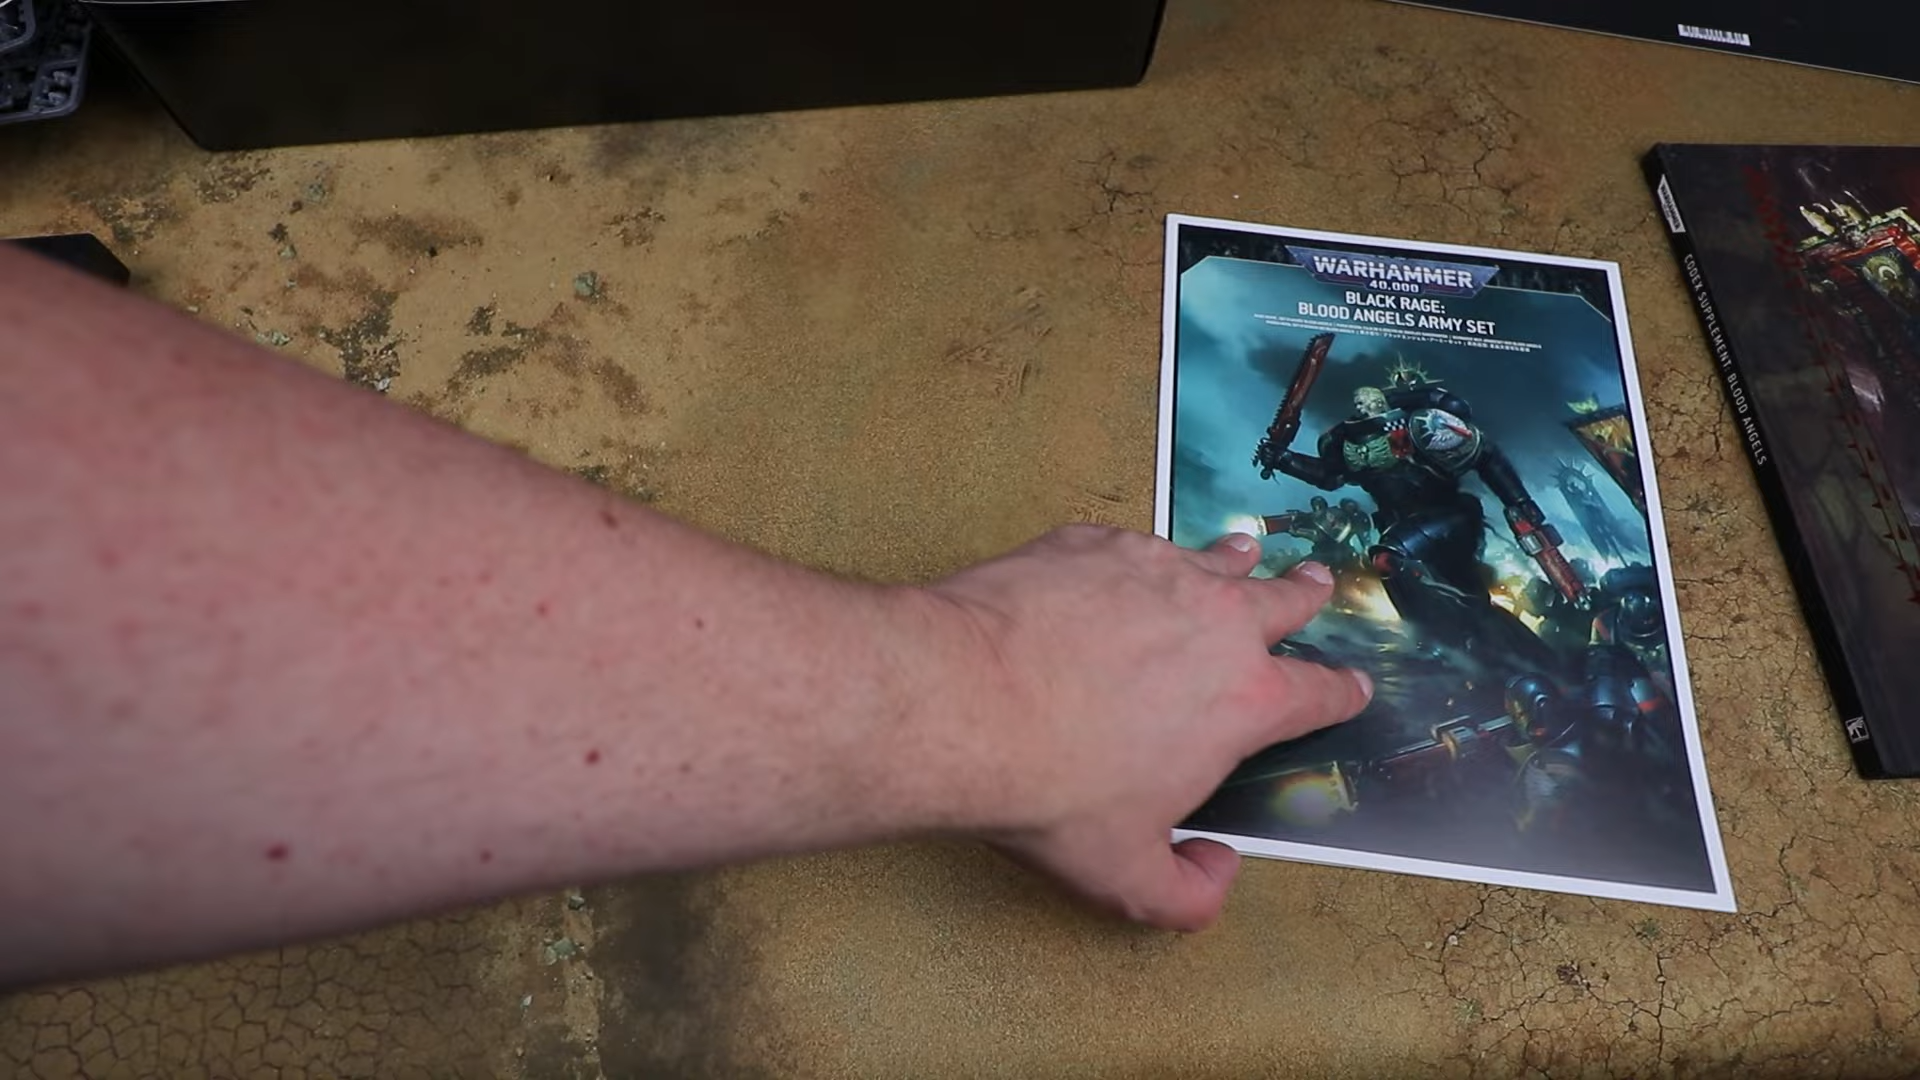 WARHAMMER
40,000
BLACK RAGE:
BLOOD ANGELS ARMY SET
CODEX SUPPLEMENT: BLOOD ANGELS